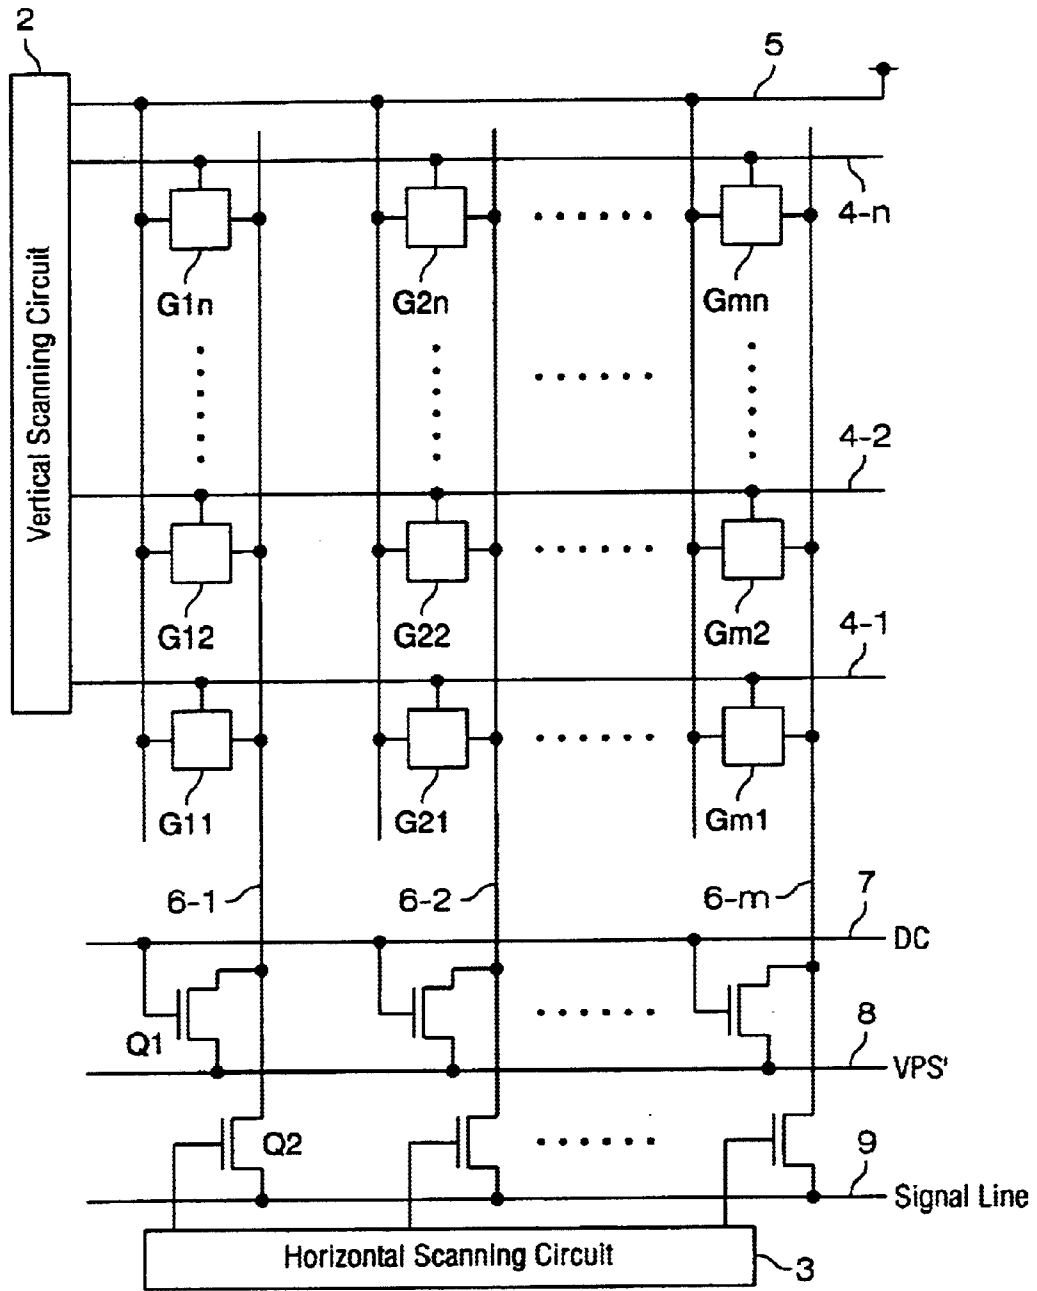 2
5
4-n
G1n
G2n
Gmn
Vertical Scanning Circuit
4-2
G12
G22
Gm2
4-1
G11
G21
Gm1
6-1
6-2
6-m
7
DC
Q1
8
VPS'
Q2
9
Signal Line
Horizontal Scanning Circuit
3